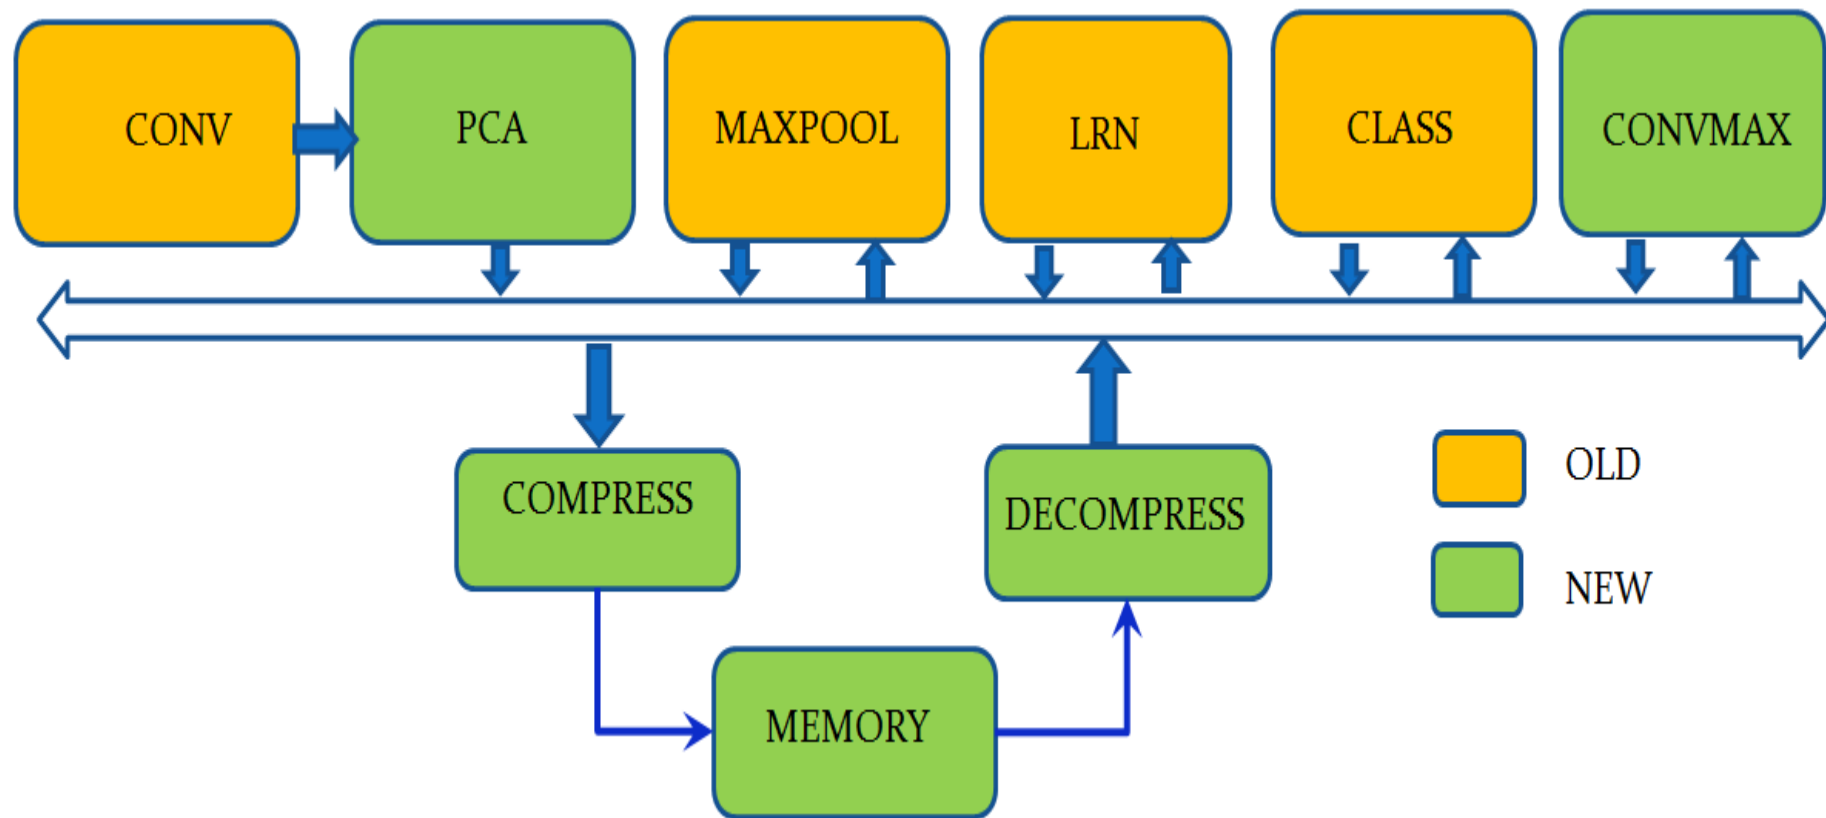 CONV
PCA
MAXPOOL
LRN
CLASS
CONVMAX
COMPRESS
DECOMPRESS
MEMORY
OLD
NEW